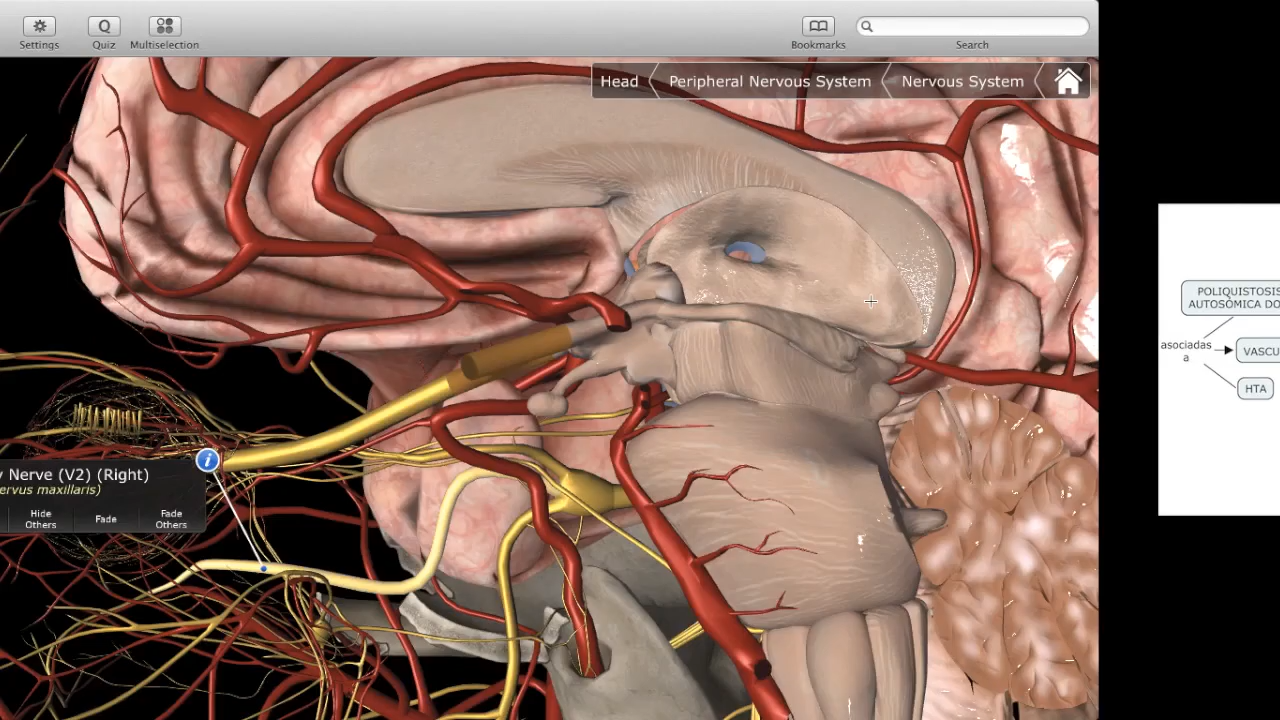 Settings
Quiz
Multiselection
Bookmarks
Search
Head
Peripheral Nervous System
Nervous System
Nerve (V2) (Right)
ervus maxillaris)
Hide Others
Fade
Fade Others
POLIQUISTOSIS
AUTOSÓMICA DO
asociadas
a
VASCU
HTA